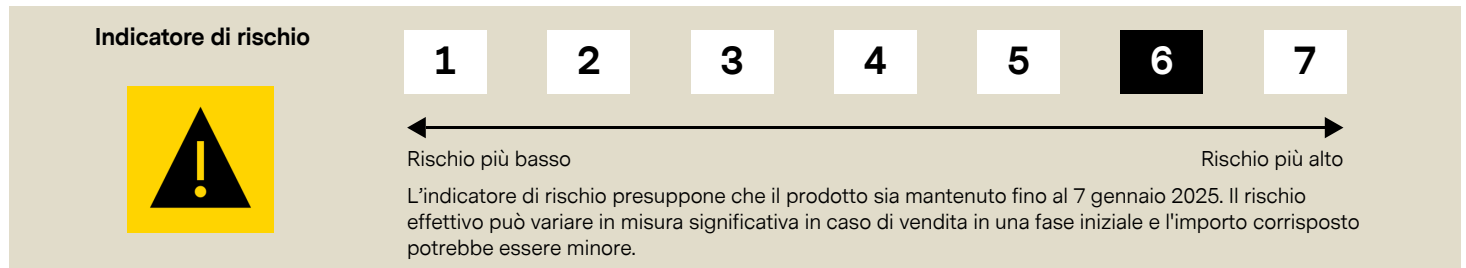 Indicatore di rischio
1 2 3 4 5 6 7
Rischio più basso Rischio più alto
L’indicatore di rischio presuppone che il prodotto sia mantenuto fino al 7 gennaio 2025. Il rischio
effettivo può variare in misura significativa in caso di vendita in una fase iniziale e l'importo corrisposto
potrebbe essere minore.